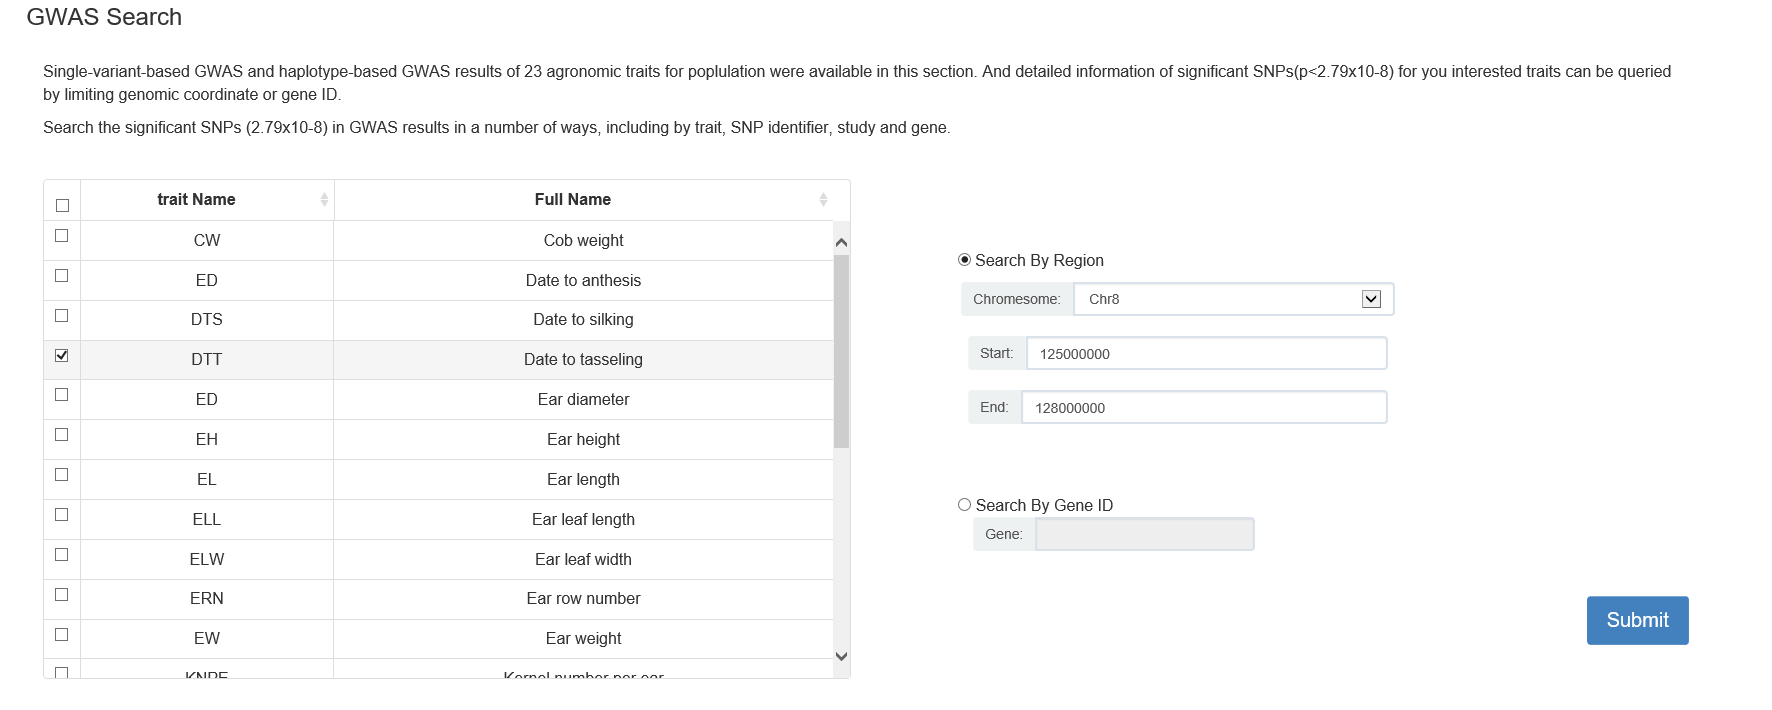 GWAS Search
Single-variant-based GWAS and haplotype-based GWAS results of 23 agronomic traits for poplulation were available in this section. And detailed information of significant SNPs(p<2.79x10-8) for you interested traits can be queried
by limiting genomic coordinate or gene ID.
Search the significant SNPs (2.79x10-8) in GWAS results in a number of ways, including by trait, SNP identifier, study and gene.
trait Name Full Name
CW Cob weight
ED Date to anthesis
DTS Date to silking
DTT Date to tasseling
ED Ear diameter
EH Ear height
EL Ear length
ELL Ear leaf length
ELW Ear leaf width
ERN Ear row number
EW Ear weight
KNPE Kernel number per ear
Search By Region
Chromesome: Chr8
Start: 125000000
End: 128000000
Search By Gene ID
Gene:
Submit